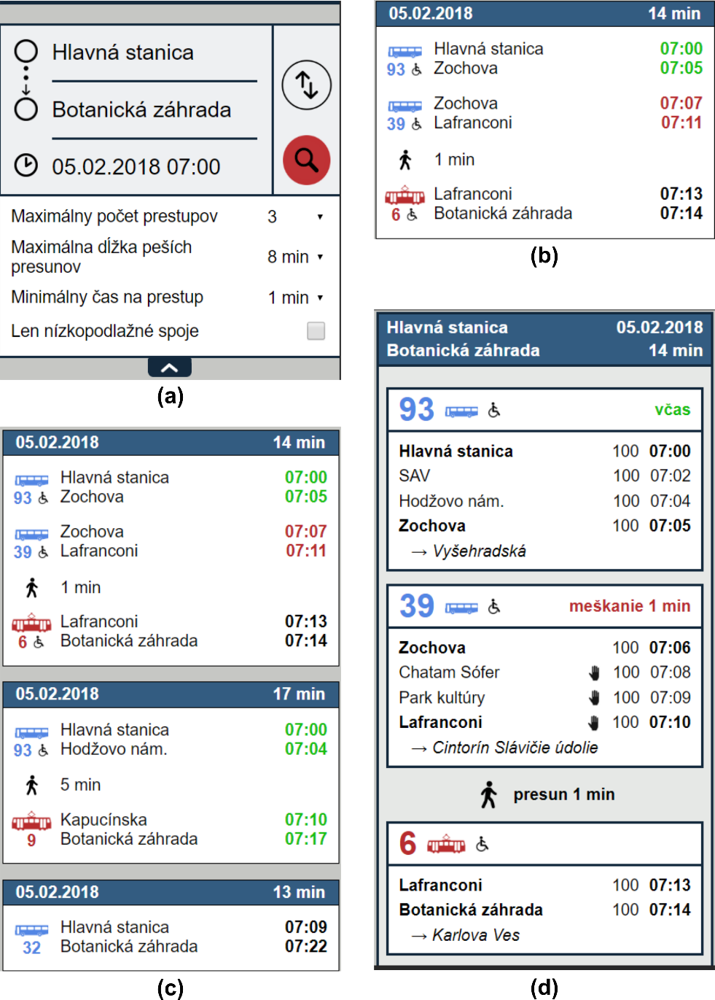 Hlavná stanica
Botanická záhrada
05.02.2018 07:00
Maximálny počet prestupov 3
Maximálna dĺžka peších
presunov 8 min
Minimálny čas na prestup 1 min
Len nízkopodlažné spoje
(a)
05.02.2018 14 min
Hlavná stanica 07:00
93 Zochova 07:05
Zochova 07:07
39 Lafranconi 07:11
1 min
Lafranconi 07:13
6 Botanická záhrada 07:14
(b)
05.02.2018 14 min
Hlavná stanica 07:00
93 Zochova 07:05
Zochova 07:07
39 Lafranconi 07:11
1 min
Lafranconi 07:13
6 Botanická záhrada 07:14
05.02.2018 17 min
Hlavná stanica 07:00
93 Hodžovo nám. 07:04
5 min
Kapucínska 07:10
9 Botanická záhrada 07:17
05.02.2018 13 min
Hlavná stanica 07:09
32 Botanická záhrada 07:22
(c)
Hlavná stanica 05.02.2018
Botanická záhrada 14 min
93 včas
Hlavná stanica 100 07:00
SAV 100 07:02
Hodžovo nám. 100 07:04
Zochova 100 07:05
→ Vyšehradská
39 meškanie 1 min
Zochova 100 07:06
Chatam Sófer 100 07:08
Park kultúry 100 07:09
Lafranconi 100 07:10
→ Cintorín Slávičie údolie
presun 1 min
6
Lafranconi 100 07:13
Botanická záhrada 100 07:14
→ Karlova Ves
(d)